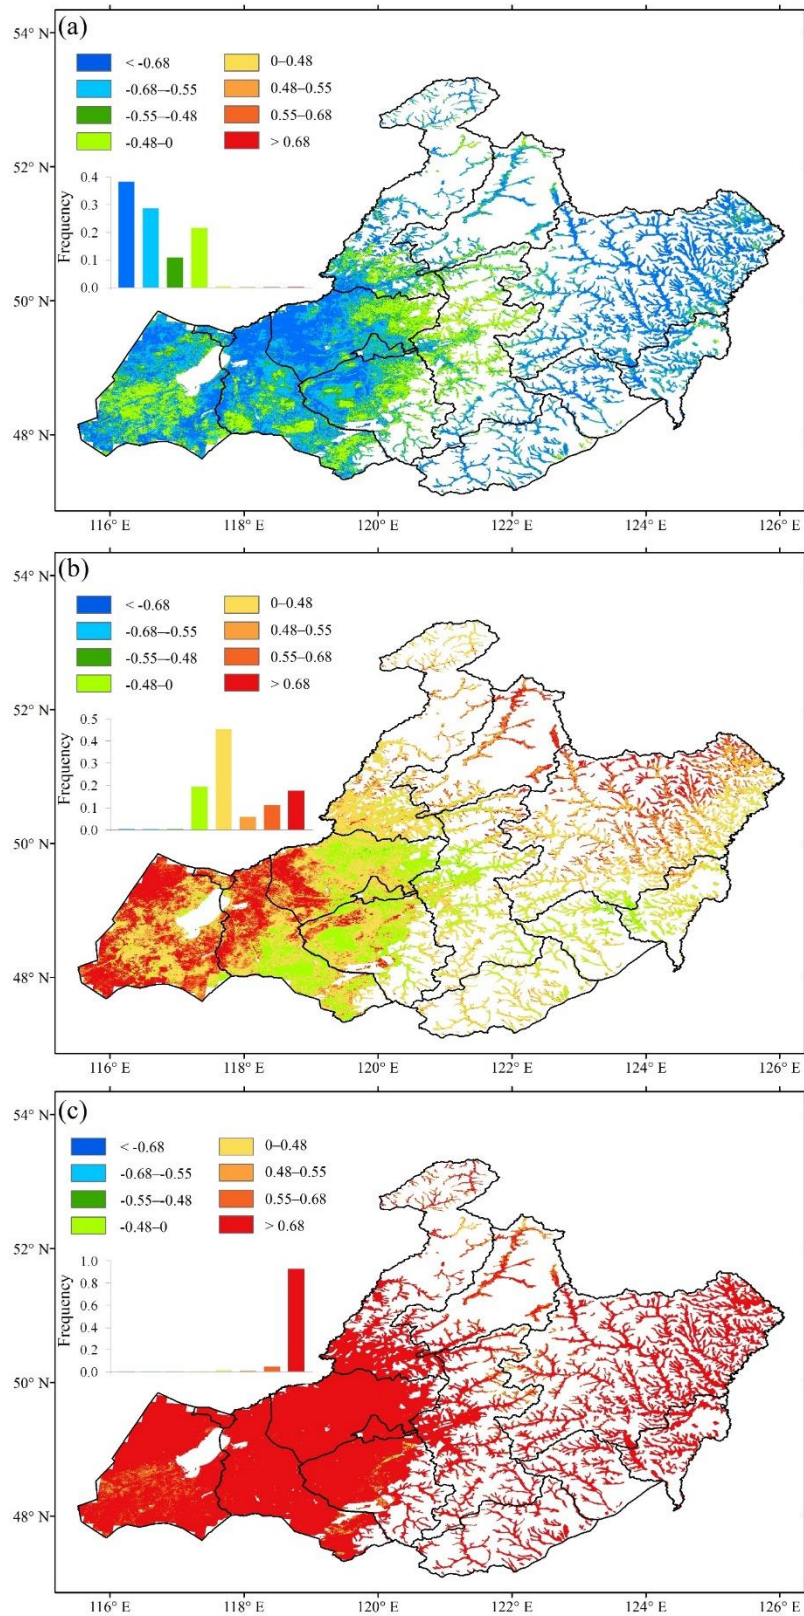 (a)
54° N
52° N
50° N
48° N
< -0.68
-0.68–-0.55
-0.55–-0.48
-0.48–0
0–0.48
0.48–0.55
0.55–0.68
> 0.68
Frequency
0.4
0.3
0.2
0.1
0.0
116° E
118° E
120° E
122° E
124° E
126° E
(b)
54° N
52° N
50° N
48° N
< -0.68
-0.68–-0.55
-0.55–-0.48
-0.48–0
0–0.48
0.48–0.55
0.55–0.68
> 0.68
Frequency
0.5
0.4
0.3
0.2
0.1
0.0
116° E
118° E
120° E
122° E
124° E
126° E
(c)
54° N
52° N
50° N
48° N
< -0.68
-0.68–-0.55
-0.55–-0.48
-0.48–0
0–0.48
0.48–0.55
0.55–0.68
> 0.68
Frequency
1.0
0.8
0.6
0.4
0.2
0.0
116° E
118° E
120° E
122° E
124° E
126° E